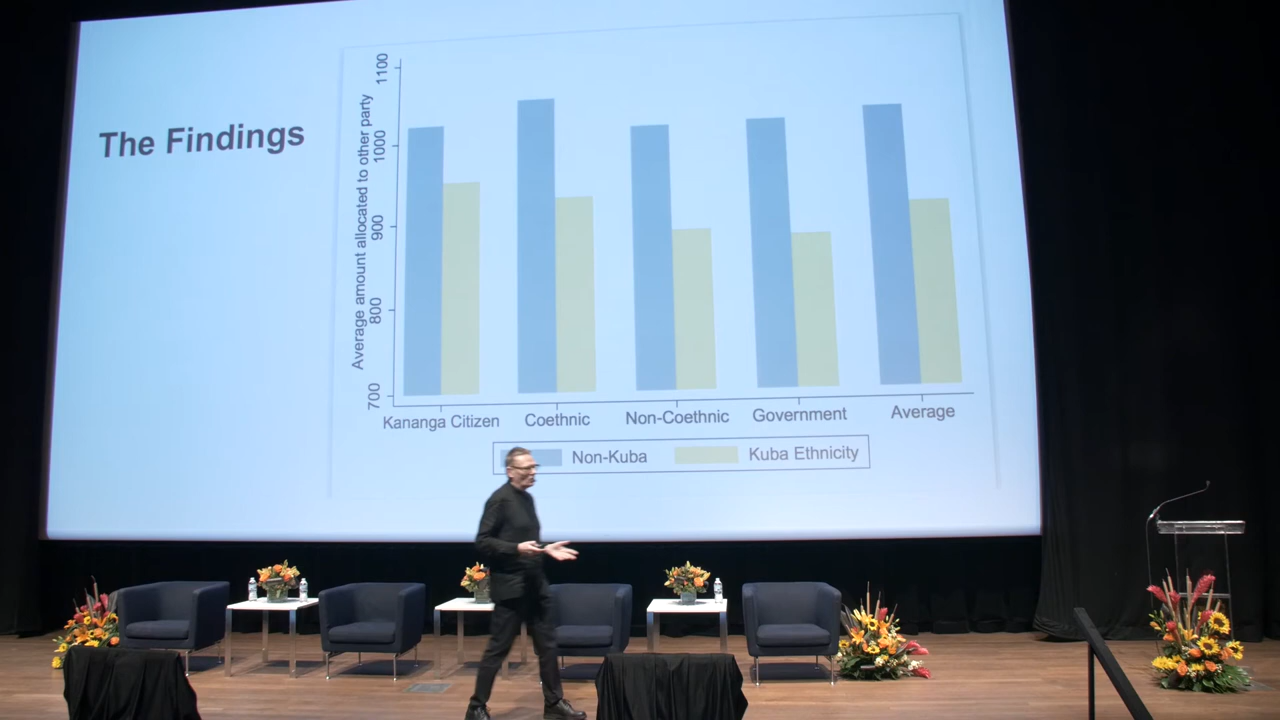 The Findings
Average amount allocated to other party
1100
1000
900
800
700
Kananga Citizen
Coethnic
Non-Coethnic
Government
Average
Non-Kuba
Kuba Ethnicity